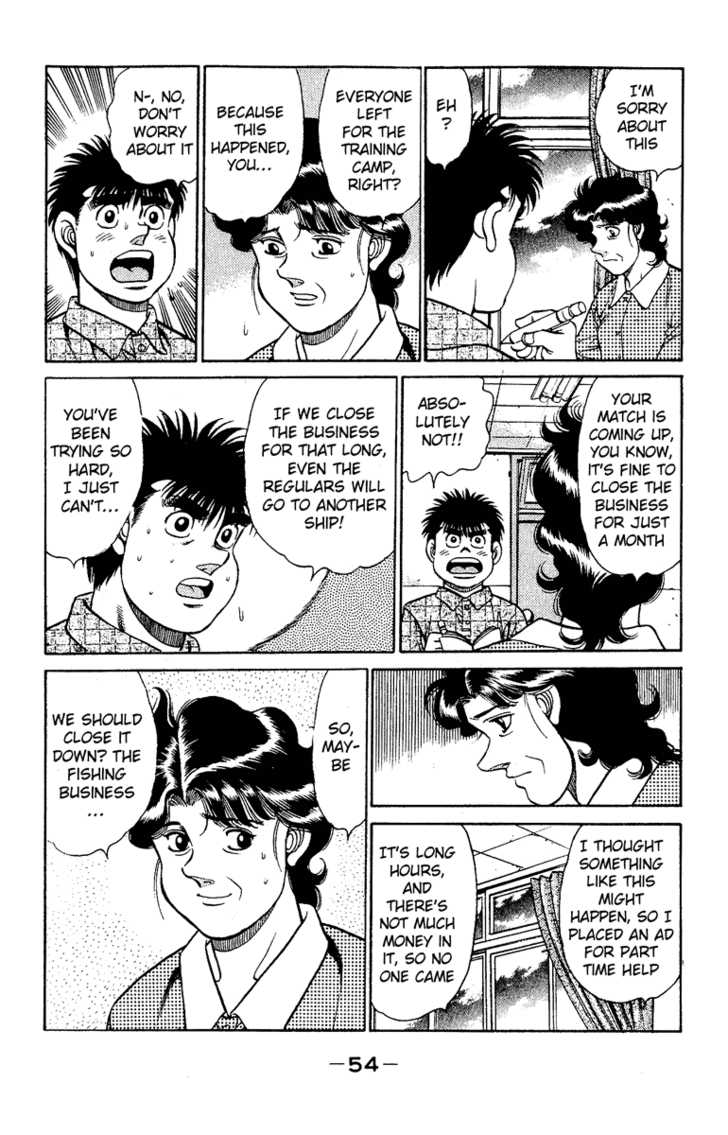 I'M
SORRY
ABOUT
THIS
EH
?
EVERYONE
LEFT
FOR THE
TRAINING
CAMP,
RIGHT?
BECAUSE
THIS
HAPPENED,
YOU...
N-, NO,
DON'T
WORRY
ABOUT IT
YOUR
MATCH IS
COMING UP,
YOU KNOW,
IT'S FINE TO
CLOSE THE
BUSINESS
FOR JUST
A MONTH
ABSO-
LUTELY
NOT!!
IF WE CLOSE
THE BUSINESS
FOR THAT LONG,
EVEN THE
REGULARS WILL
GO TO ANOTHER
SHIP!
YOU'VE
BEEN
TRYING SO
HARD,
I JUST
CAN'T...
I THOUGHT
SOMETHING
LIKE THIS
MIGHT
HAPPEN, SO I
PLACED AN AD
FOR PART
TIME HELP
IT'S LONG
HOURS,
AND
THERE'S
NOT MUCH
MONEY IN
IT, SO NO
ONE CAME
SO,
MAY-
BE
WE SHOULD
CLOSE IT
DOWN? THE
FISHING
BUSINESS
...
-54-